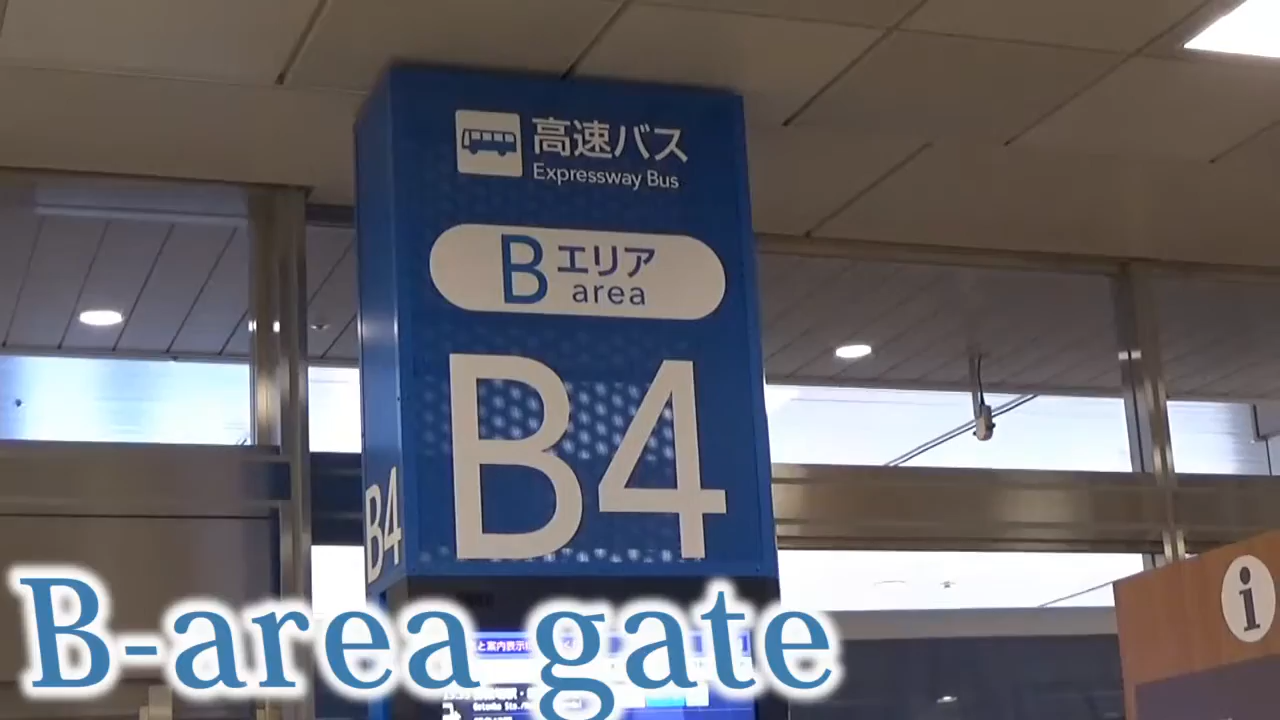 高速バス
Expressway Bus
B エリア
area
B4
B4
B-area gate